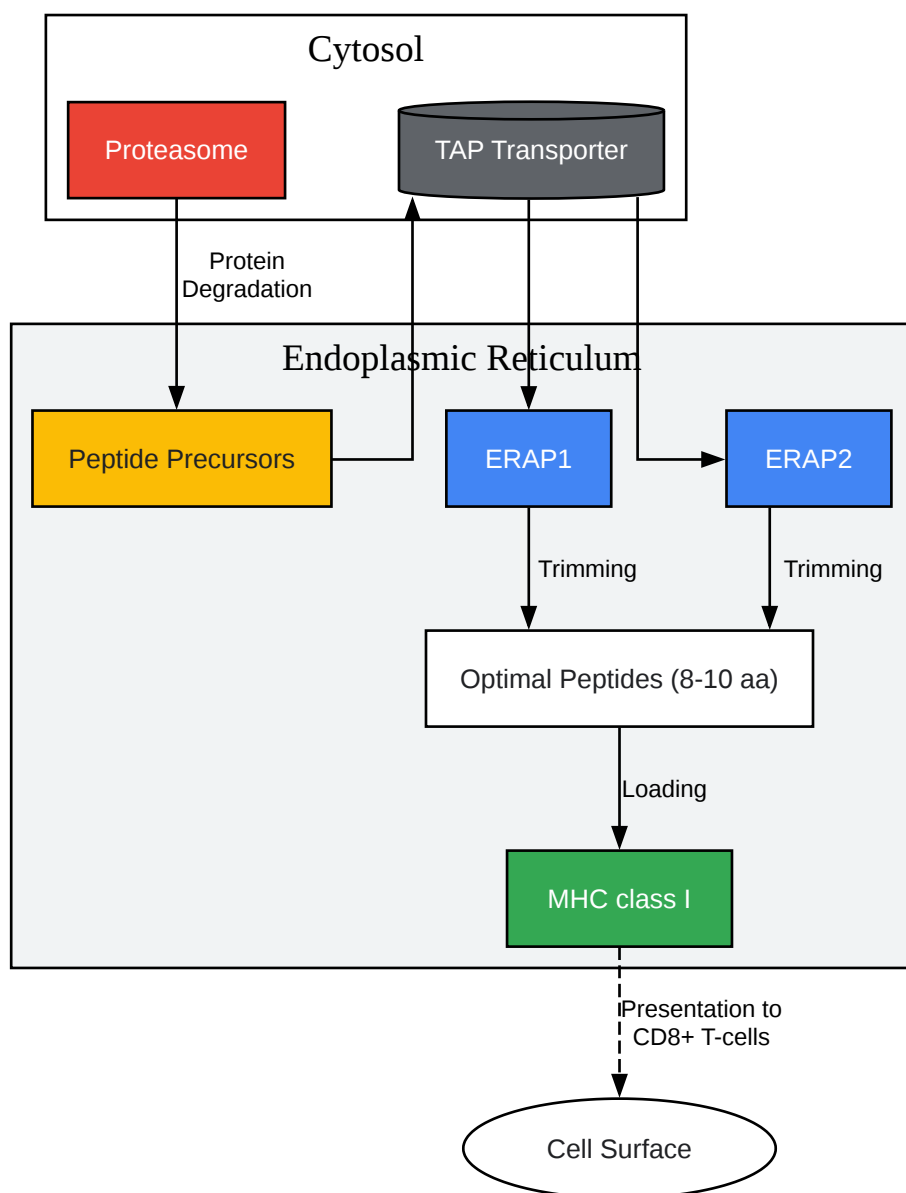 Cytosol
Proteasome
TAP Transporter
Protein
Degradation
Endoplasmic Reticulum
Peptide Precursors
ERAP1
ERAP2
Trimming
Trimming
Optimal Peptides (8-10 aa)
Loading
MHC class I
Presentation to
CD8+ T-cells
Cell Surface